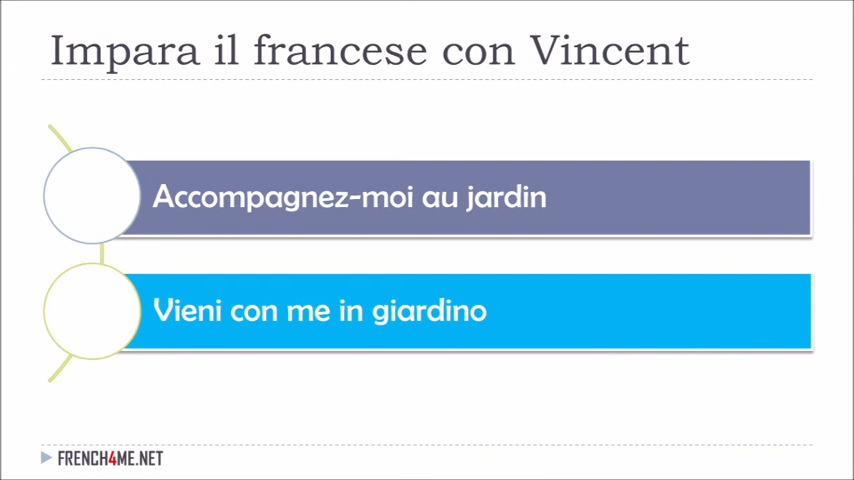 Impara il francese con Vincent
Accompagnez-moi au jardin
Vieni con me in giardino
FRENCH4ME.NET